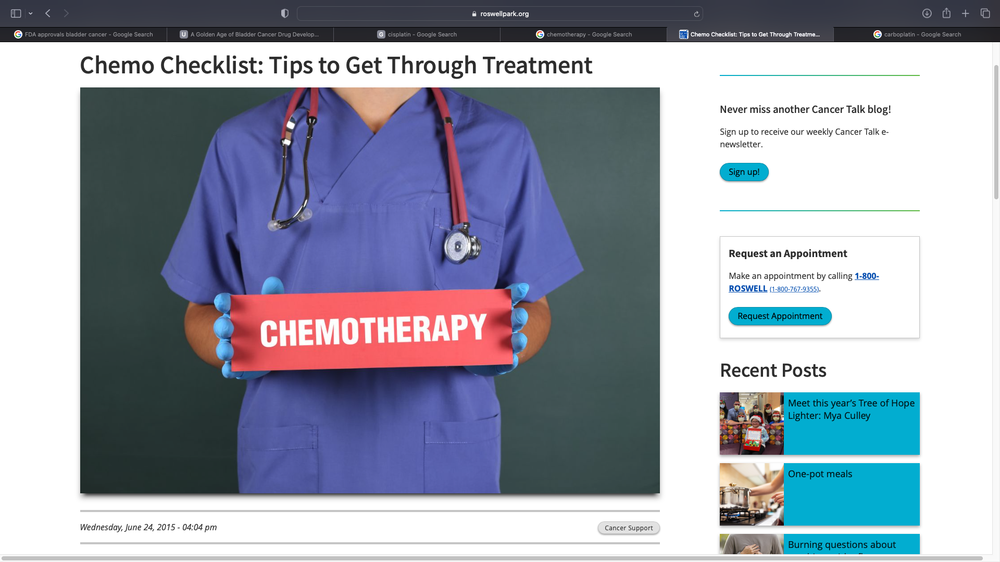 roswellpark.org
FDA approvals bladder cancer - Google Search
U
A Golden Age of Bladder Cancer Drug Develop...
G
cisplatin - Google Search
chemotherapy - Google Search
Chemo Checklist: Tips to Get Through Treatme...
carboplatin - Google Search
Chemo Checklist: Tips to Get Through Treatment
CHEMOTHERAPY
Wednesday, June 24, 2015 - 04:04 pm
Cancer Support
Never miss another Cancer Talk blog!
Sign up to receive our weekly Cancer Talk e-
newsletter.
Sign up!
Request an Appointment
Make an appointment by calling 1-800-
ROSWELL (1-800-767-9355).
Request Appointment
Recent Posts
Meet this year’s Tree of Hope
Lighter: Mya Culley
One-pot meals
Burning questions about